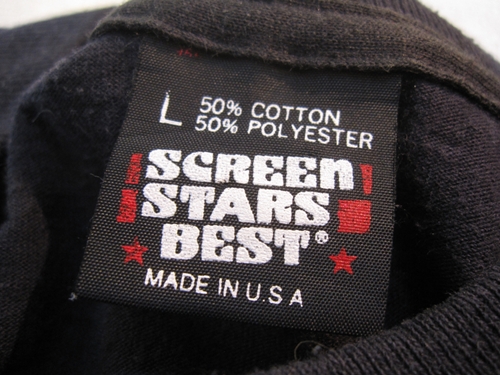 L 50% COTTON
50% POLYESTER
SCREEN
STARS
BEST®
MADE IN U.S.A